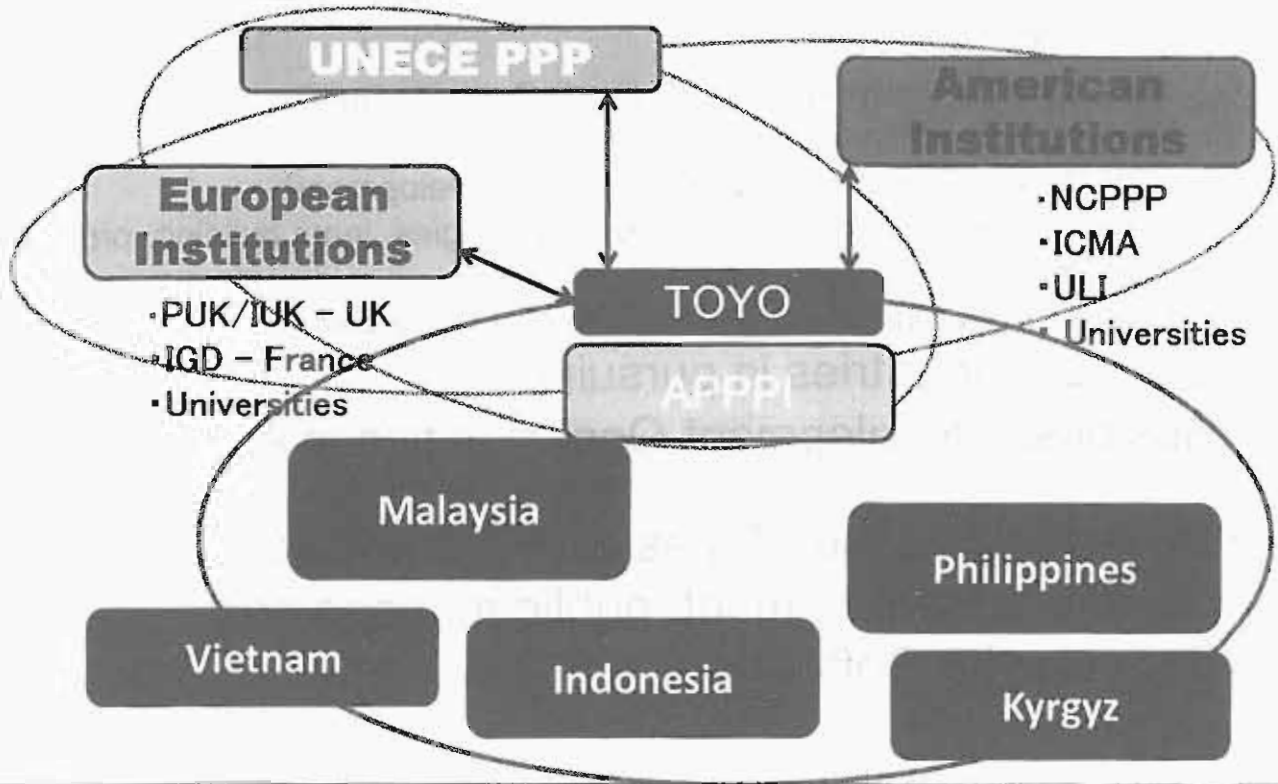 UNECE PPP
American
Institutions
・NCPPP
・ICMA
・ULI
・Universities
European
Institutions
・PUK/IUK – UK
・IGD – France
・Universities
TOYO
APPPI
Malaysia
Philippines
Vietnam
Indonesia
Kyrgyz